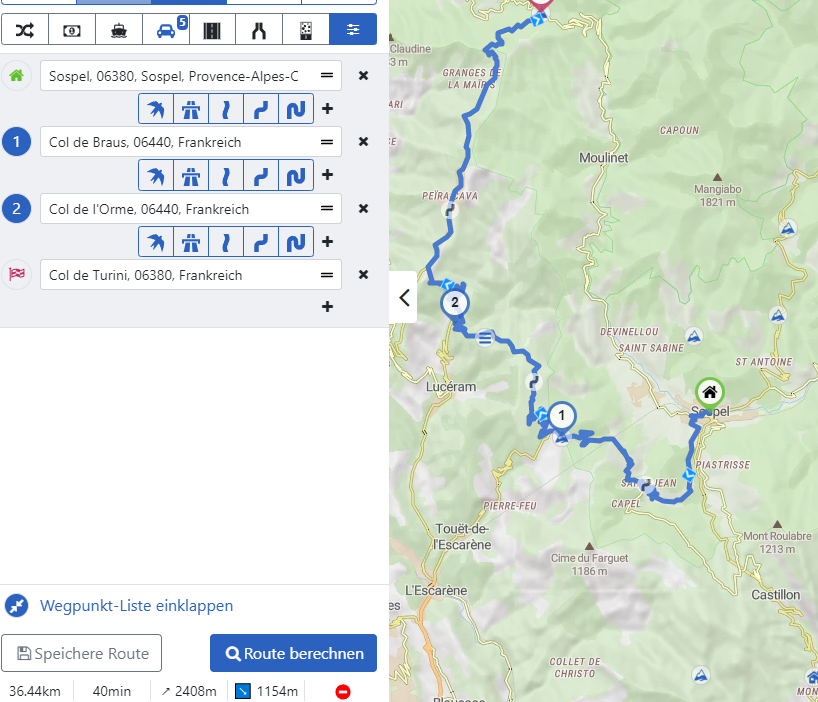 5
Sospel, 06380, Sospel, Provence-Alpes-C
1
Col de Braus, 06440, Frankreich
2
Col de l'Orme, 06440, Frankreich
Col de Turini, 06380, Frankreich
Wegpunkt-Liste einklappen
Speichere Route
Route berechnen
36.44km
40min
2408m
1154m
Claudine
3 m
GRANGES DE
LA MAÏRIS
CAPOUN
Moulinet
Mangiabo
1821 m
PEÏRA-CAVA
2
DEVINELLOU
SAINT SABINE
ST ANTOINE
Lucéram
1
Sospel
PIASTRISSE
JEAN
CAPEL
PIERRE-FEU
Touët-de-
l'Escarène
Mont Roulabre
1213 m
Cime du Farguet
1186 m
L'Escarène
Castillon
COLLET DE
CHRISTO